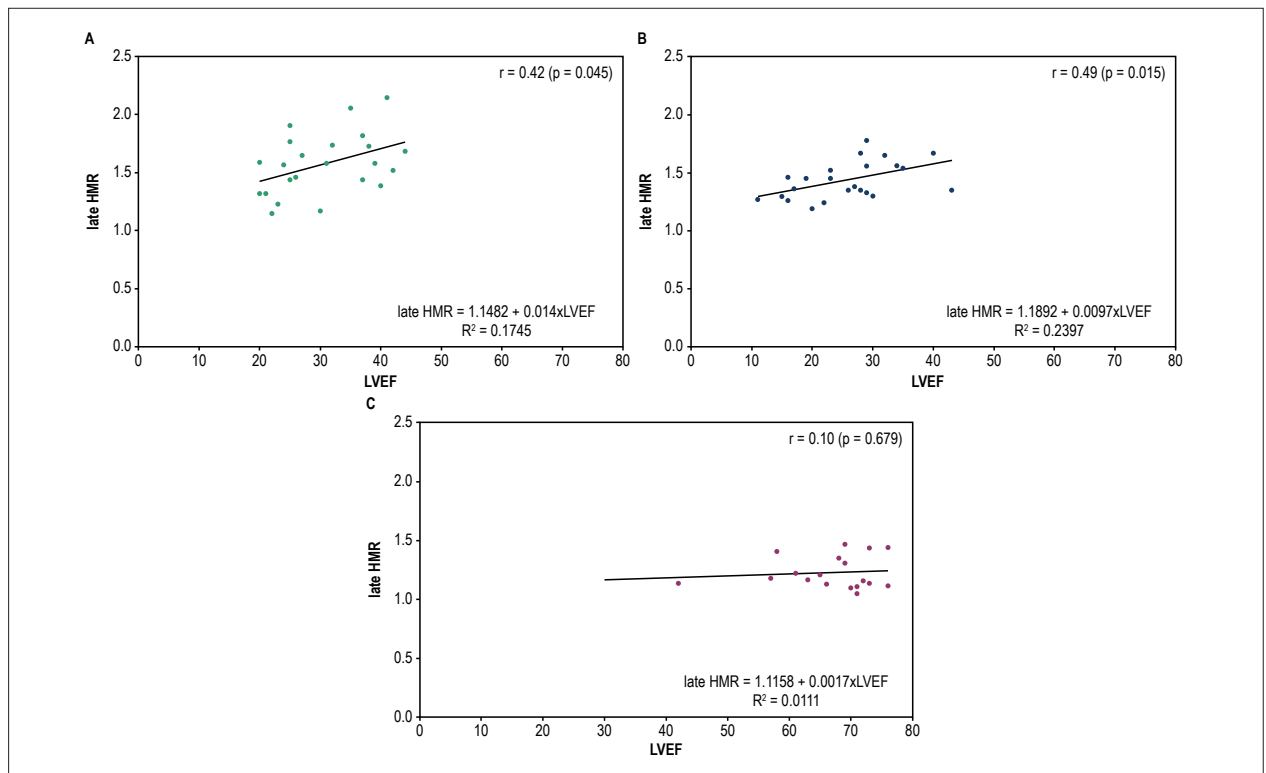 A
r = 0.42 (p = 0.045)
2.5
2.0
1.5
1.0
0.5
0.0
late HMR
late HMR = 1.1482 + 0.014xLVEF
R² = 0.1745
0 10 20 30 40 50 60 70 80
LVEF
B
r = 0.49 (p = 0.015)
2.5
2.0
1.5
1.0
0.5
0.0
late HMR
late HMR = 1.1892 + 0.0097xLVEF
R² = 0.2397
0 10 20 30 40 50 60 70 80
LVEF
C
r = 0.10 (p = 0.679)
2.5
2.0
1.5
1.0
0.5
0.0
late HMR
late HMR = 1.1158 + 0.0017xLVEF
R² = 0.0111
0 10 20 30 40 50 60 70 80
LVEF